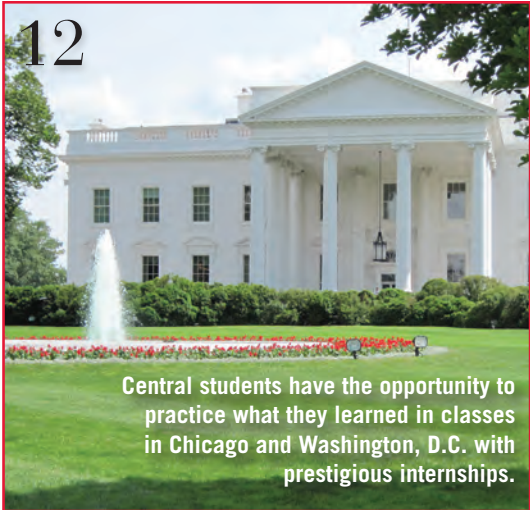 12
Central students have the opportunity to
practice what they learned in classes
in Chicago and Washington, D.C. with
prestigious internships.